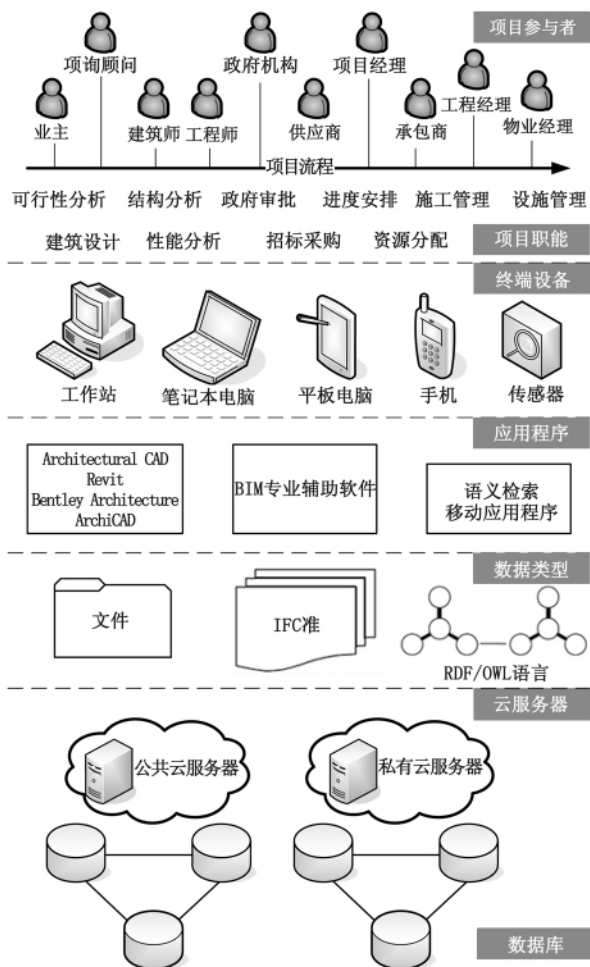 项目参与者
项询顾问
政府机构
项目经理
工程经理
业主
建筑师
工程师
供应商
承包商
物业经理
项目流程
可行性分析
结构分析
政府审批
进度安排
施工管理
设施管理
建筑设计
性能分析
招标采购
资源分配
项目职能
终端设备
工作站
笔记本电脑
平板电脑
手机
传感器
应用程序
Architectural CAD
Revit
Bentley Architecture
ArchiCAD
BIM专业辅助软件
语义检索
移动应用程序
数据类型
文件
IFC准
RDF/OWL语言
云服务器
公共云服务器
私有云服务器
数据库